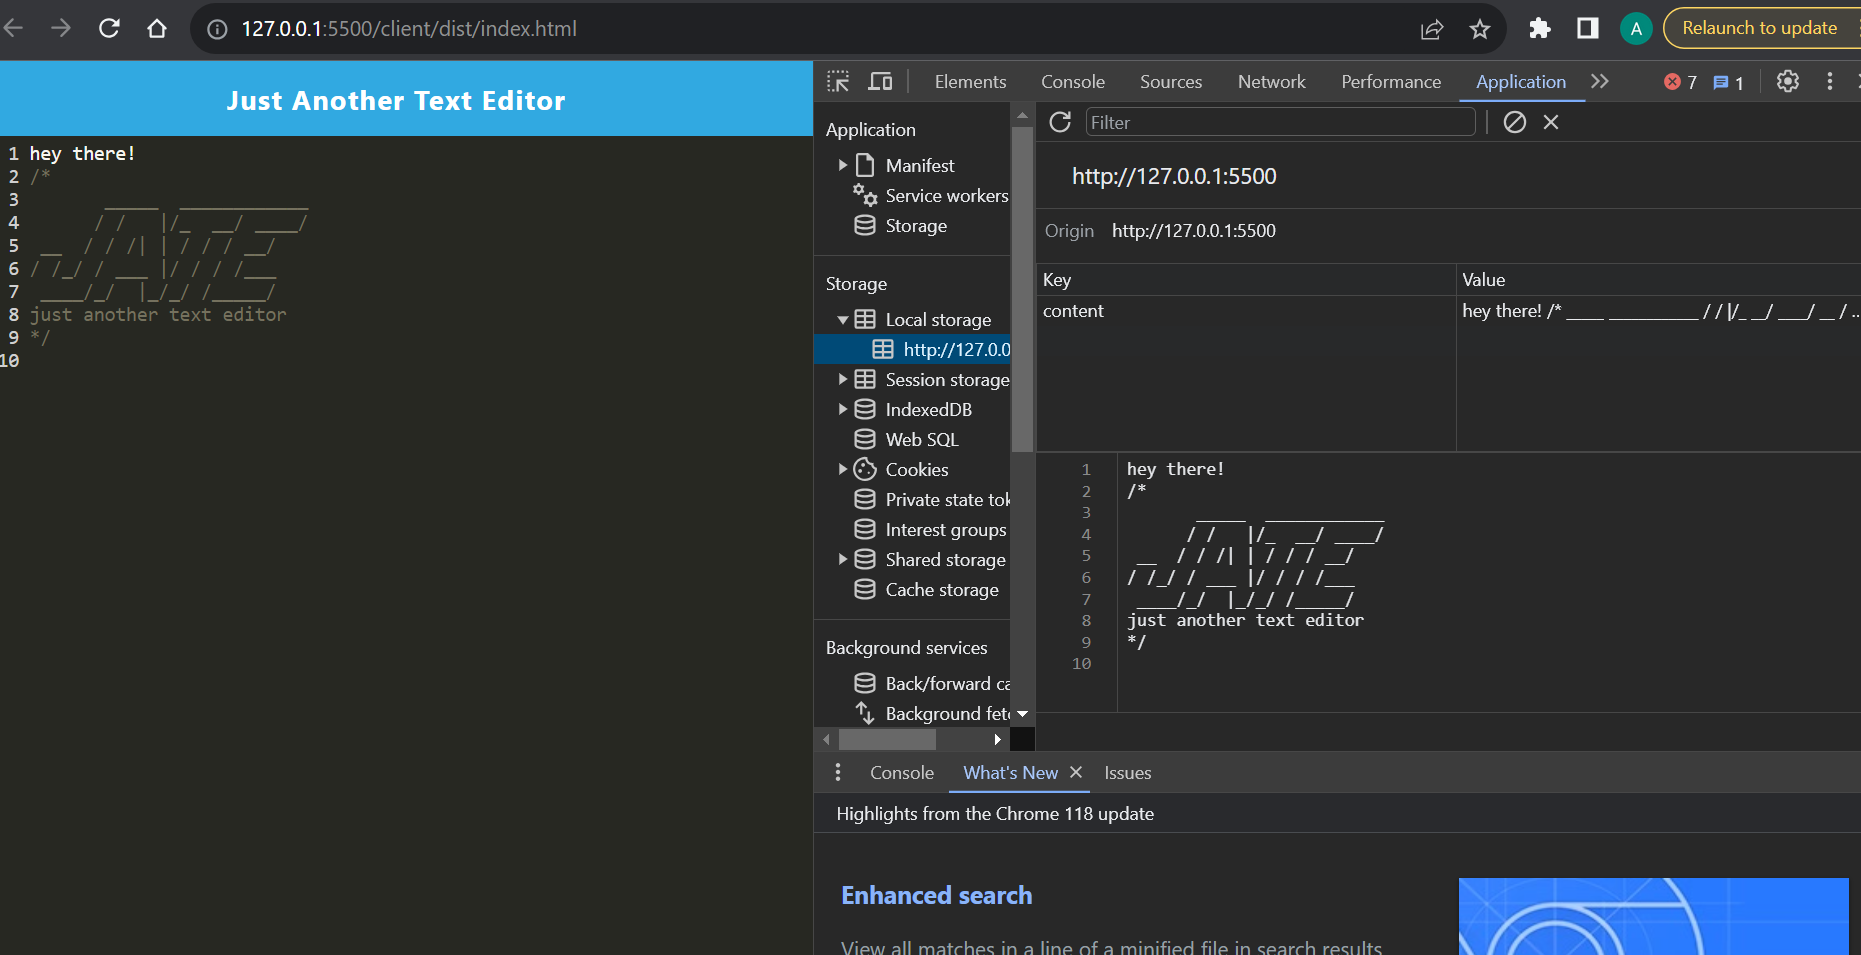 127.0.0.1:5500/client/dist/index.html
A
Relaunch to update
Just Another Text Editor
1 hey there!
2 /*
3        _____  ____________
4       / /   |/_  __/ ____/
5  __  / / /| | / / / __/
6 / /_/ / ___ |/ / / /___
7  ____/_/  |_/_/ /_____/
8 just another text editor
9 */
10
Elements Console Sources Network Performance Application 7 1
Application
Manifest
Service workers
Storage
Storage
Local storage
http://127.0.0
Session storage
IndexedDB
Web SQL
Cookies
Private state tok
Interest groups
Shared storage
Cache storage
Background services
Back/forward ca
Background fet
Filter
http://127.0.0.1:5500
Origin http://127.0.0.1:5500
Key Value
content hey there! /* ____ __________ / / |/_ __/ ____/ __ / …
1 hey there!
2 /*
3        _____  ____________
4       / /   |/_  __/ ____/
5  __  / / /| | / / / __/
6 / /_/ / ___ |/ / / /___
7  ____/_/  |_/_/ /_____/
8 just another text editor
9 */
10
Console What's New Issues
Highlights from the Chrome 118 update
Enhanced search
View all matches in a line of a minified file in search results